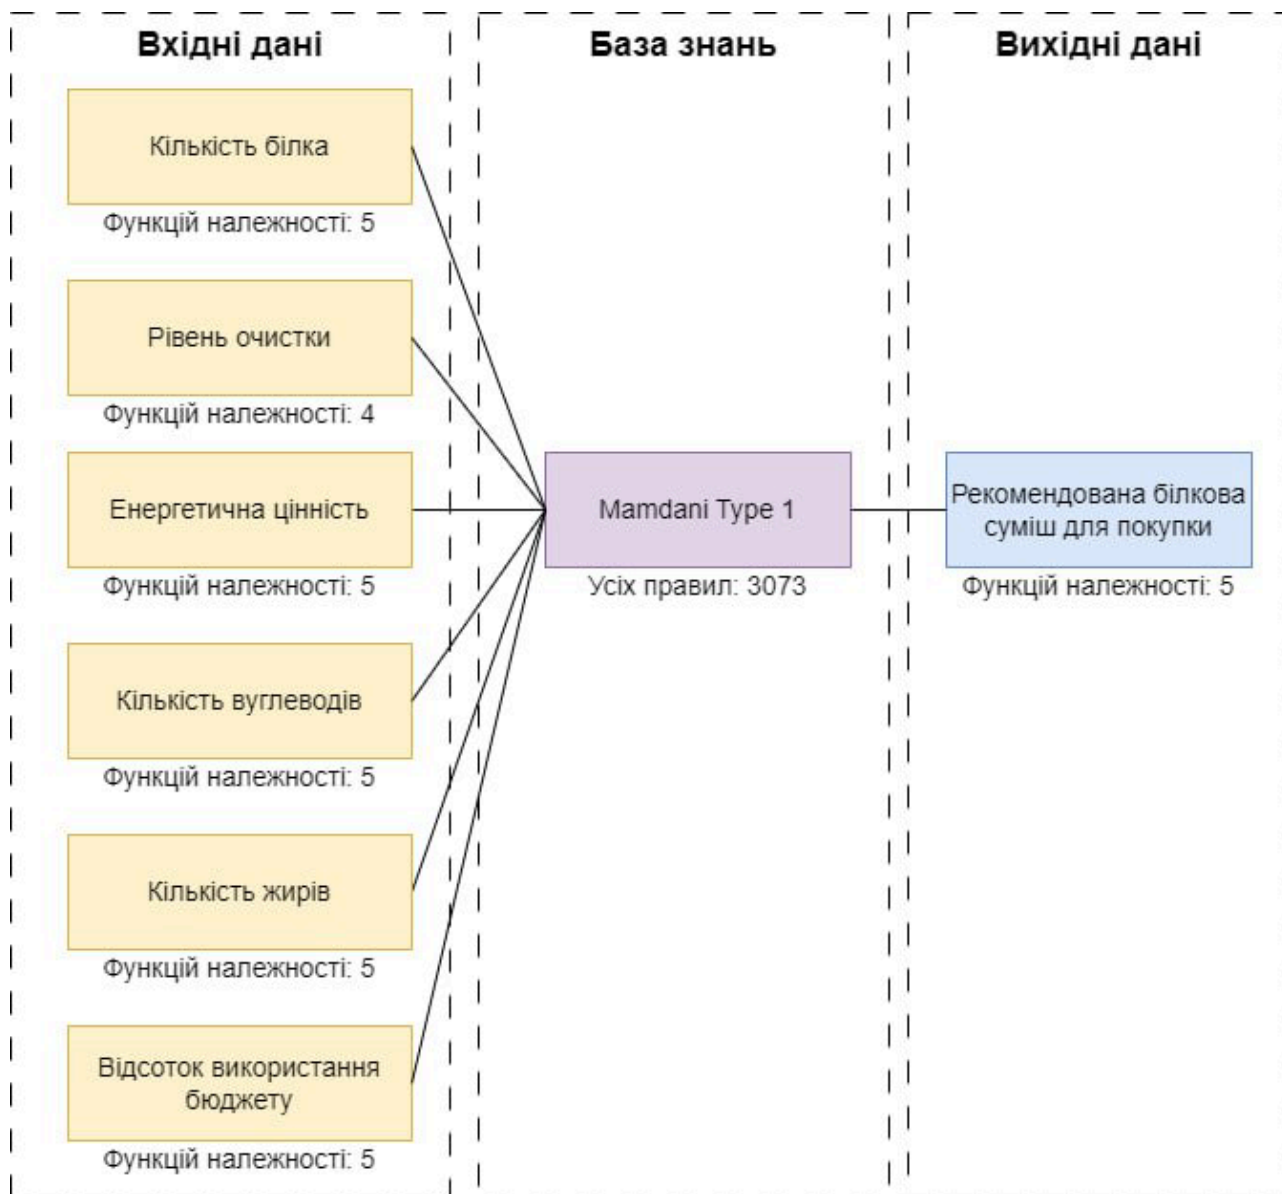 Вхідні дані
База знань
Вихідні дані
Кількість білка
Функцій належності: 5
Рівень очистки
Функцій належності: 4
Енергетична цінність
Функцій належності: 5
Mamdani Type 1
Усіх правил: 3073
Рекомендована білкова
суміш для покупки
Функцій належності: 5
Кількість вуглеводів
Функцій належності: 5
Кількість жирів
Функцій належності: 5
Відсоток використання
бюджету
Функцій належності: 5